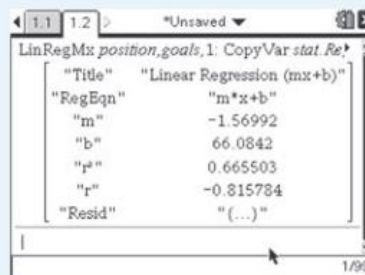 1.1 1.2 *Unsaved
LinRegMx position,goals,1: CopyVar stat.Re
"Title" "Linear Regression (mx+b)"
"RegEqn" "m*x+b"
"m" -1.56992
"b" 66.0842
"r²" 0.665503
"r" -0.815784
"Resid" "(...)"
1/99